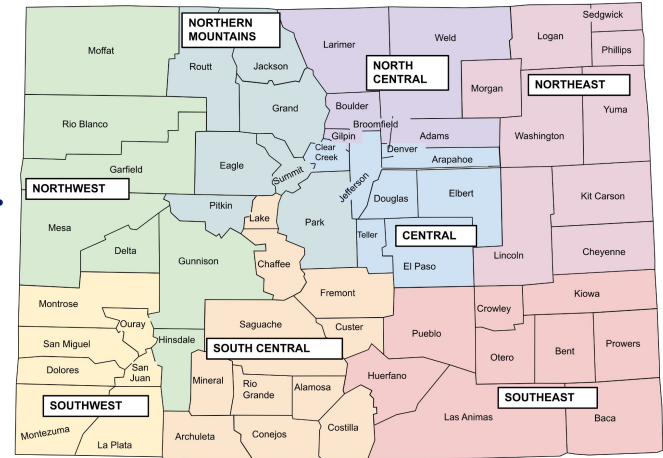 Sedgwick
NORTHERN
MOUNTAINS
Moffat
Routt
Jackson
Larimer
Weld
Logan
Phillips
NORTH
CENTRAL
Morgan
NORTHEAST
Grand
Boulder
Yuma
Rio Blanco
Broomfield
Gilpin
Adams
Washington
Clear
Creek
Denver
Arapahoe
Garfield
Eagle
Summit
Jefferson
NORTHWEST
Pitkin
Douglas
Elbert
Kit Carson
Lake
Park
Mesa
Teller
CENTRAL
Delta
Gunnison
Chaffee
El Paso
Lincoln
Cheyenne
Montrose
Fremont
Kiowa
Crowley
Ouray
Saguache
Custer
Pueblo
San Miguel
Hinsdale
SOUTH CENTRAL
Otero
Bent
Prowers
Dolores
San
Juan
Mineral
Rio
Grande
Alamosa
Huerfano
SOUTHWEST
SOUTHEAST
Las Animas
Baca
Montezuma
La Plata
Archuleta
Conejos
Costilla